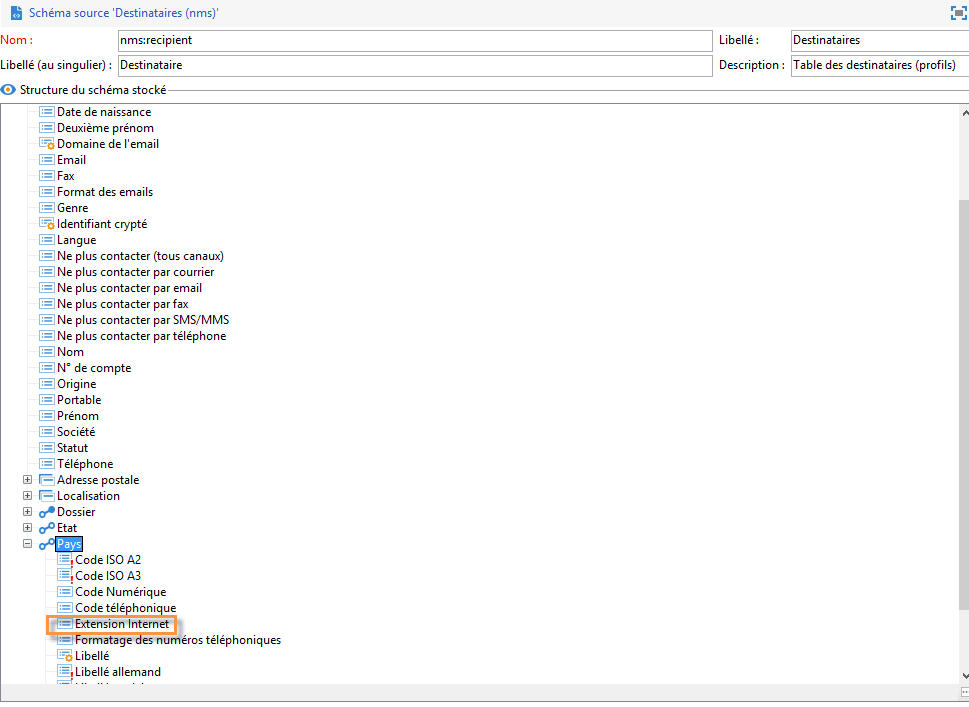 Schéma source 'Destinataires (nms)'
Nom : nms:recipient Libellé : Destinataires
Libellé (au singulier) : Destinataire Description : Table des destinataires (profils)
Structure du schéma stocké
Date de naissance
Deuxième prénom
Domaine de l'email
Email
Fax
Format des emails
Genre
Identifiant crypté
Langue
Ne plus contacter (tous canaux)
Ne plus contacter par courrier
Ne plus contacter par email
Ne plus contacter par fax
Ne plus contacter par SMS/MMS
Ne plus contacter par téléphone
Nom
N° de compte
Origine
Portable
Prénom
Société
Statut
Téléphone
Adresse postale
Localisation
Dossier
Etat
Pays
Code ISO A2
Code ISO A3
Code Numérique
Code téléphonique
Extension Internet
Formatage des numéros téléphoniques
Libellé
Libellé allemand